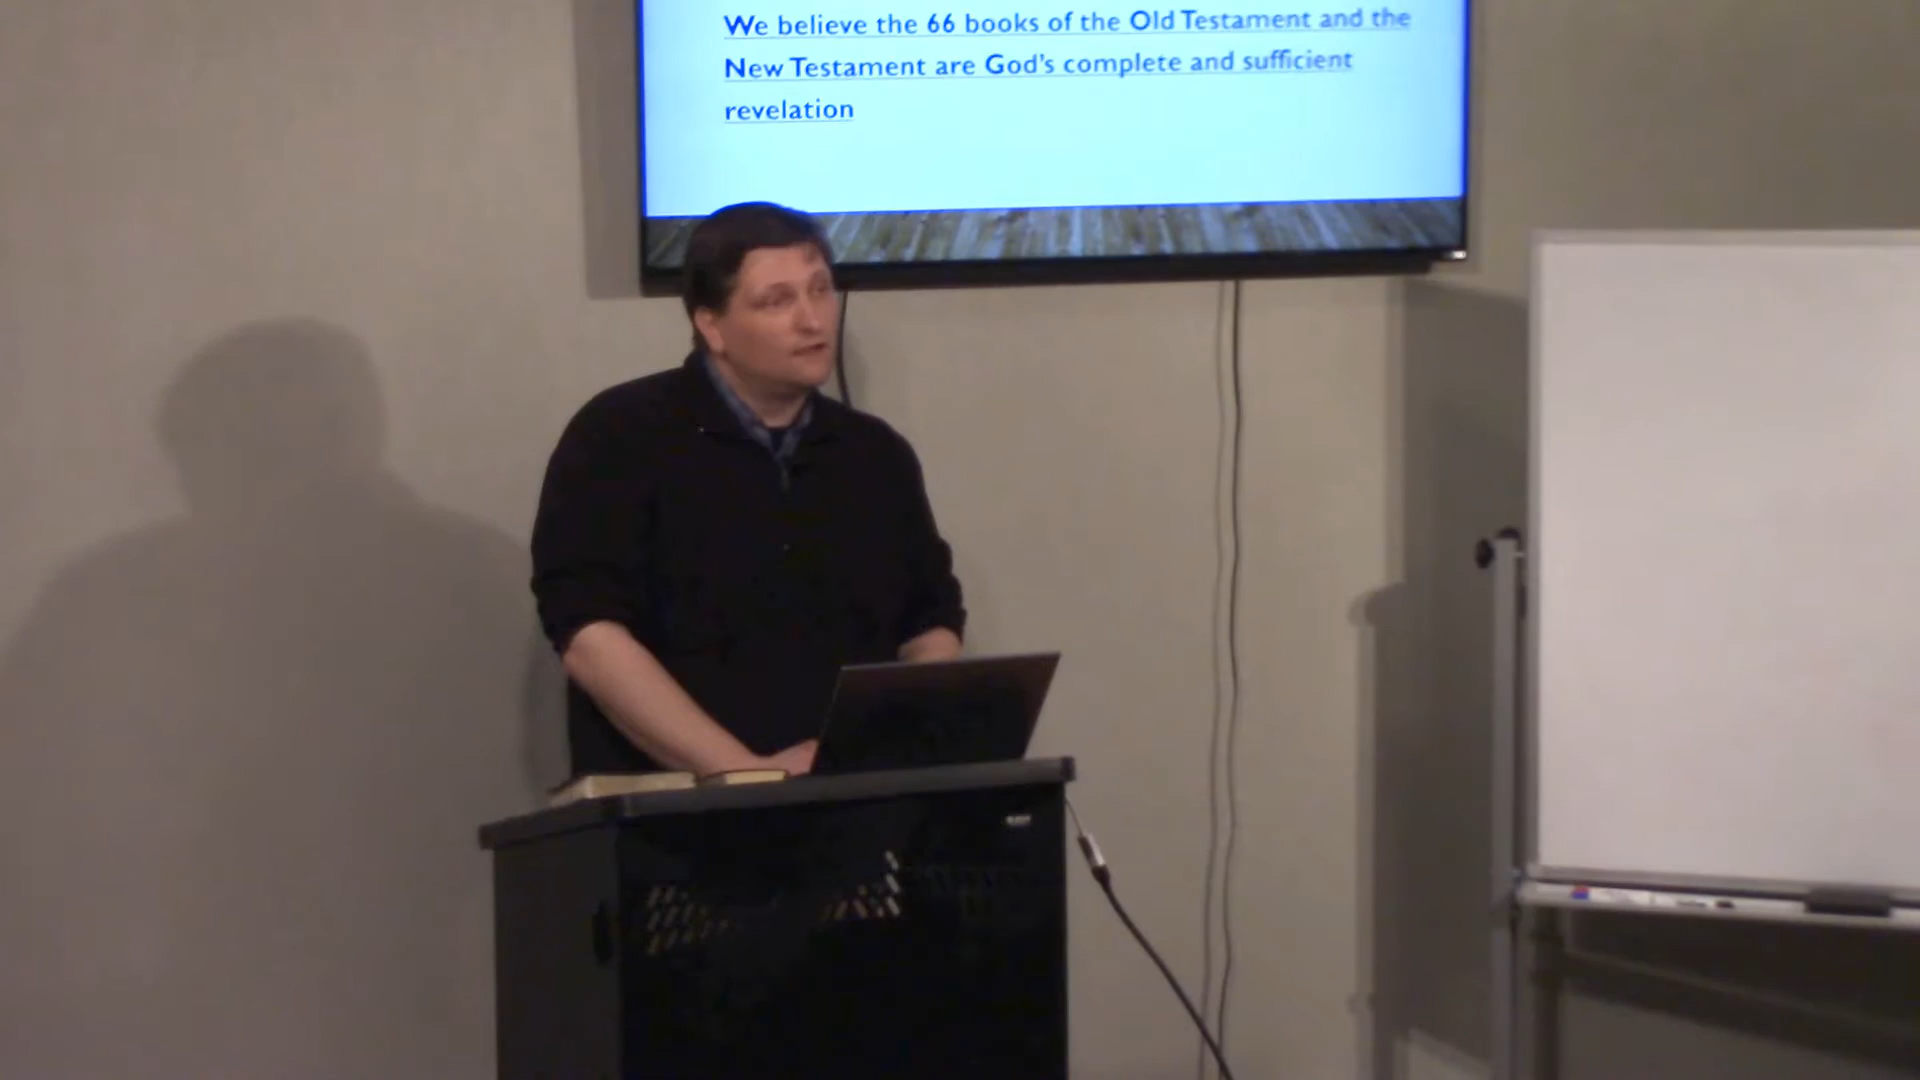 We believe the 66 books of the Old Testament and the
New Testament are God's complete and sufficient
revelation